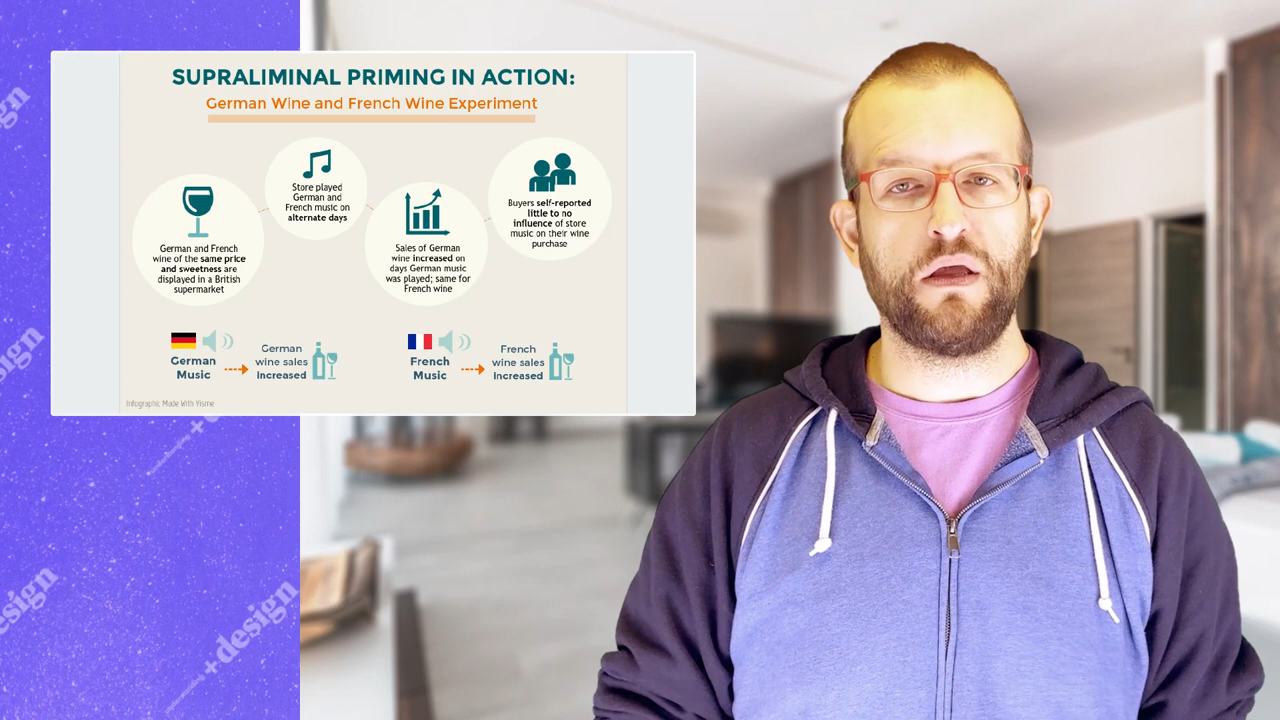 SUPRALIMINAL PRIMING IN ACTION:
German Wine and French Wine Experiment
German and French
wine of the same price
and sweetness are
displayed in a British
supermarket
Store played
German and
French music on
alternate days
Sales of German
wine increased on
days German music
was played; same for
French wine
Buyers self-reported
little to no
influence of store
music on their wine
purchase
German
Music
German
wine sales
increased
French
Music
French
wine sales
increased
Infographic Made With Visme
+design
+design
design
design
esign